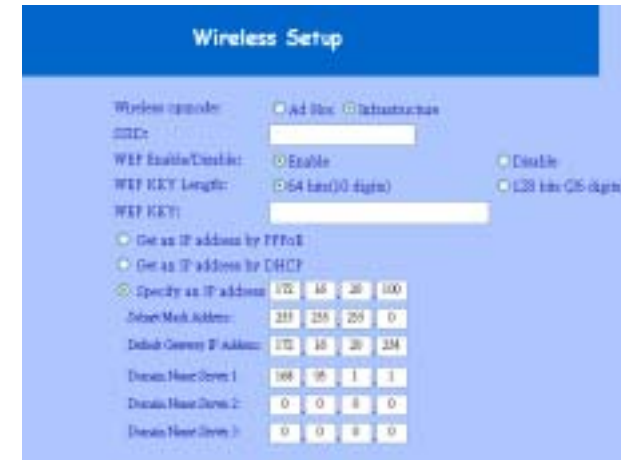 Wireless Setup
Wireless opmode: Ad Hoc Infrastructure
SSID:
WEP Enable/Disable: Enable Disable
WEP KEY Length: 64 bits(10 digits) 128 bits (26 digits
WEP KEY:
Get an IP address by PPPoE
Get an IP address by DHCP
Specify an IP address 172 . 16 . 20 . 100
Subnet Mask Address: 255 . 255 . 255 . 0
Default Gateway IP Address: 172 . 16 . 20 . 254
Domain Name Server 1: 168 . 95 . 1 . 1
Domain Name Server 2: 0 . 0 . 0 . 0
Domain Name Server 3: 0 . 0 . 0 . 0